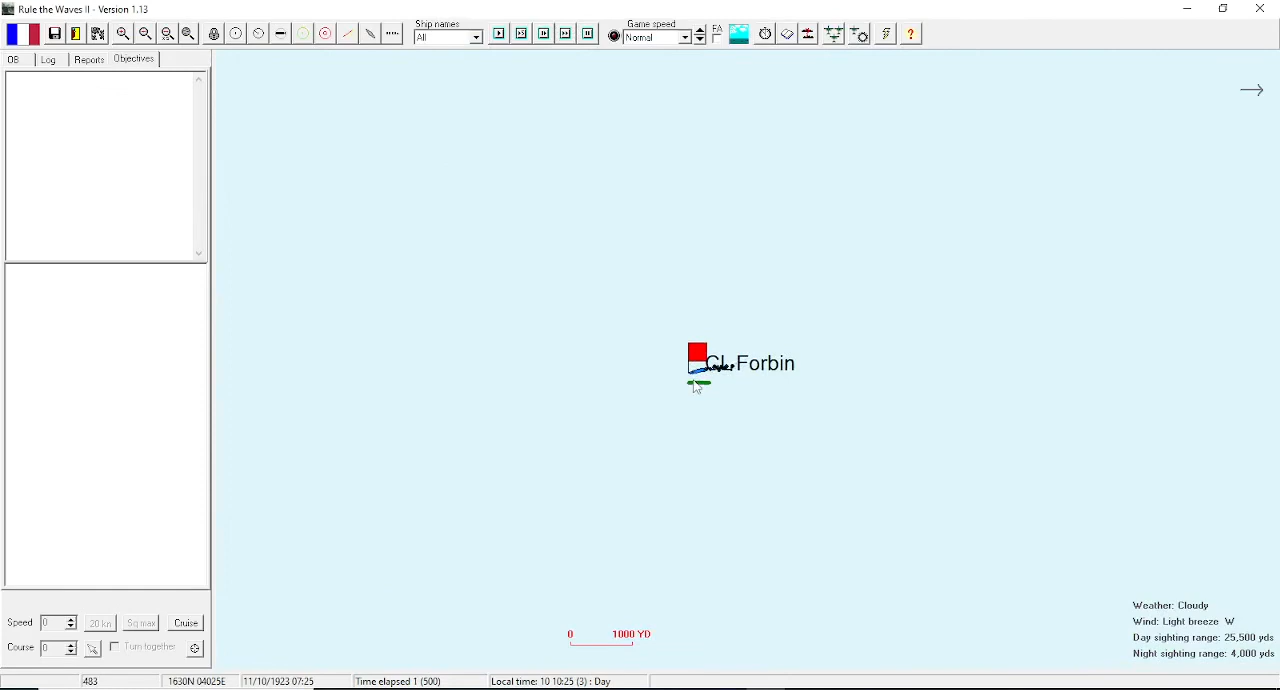 Rule the Waves II - Version 1.13
Ship names
All
Game speed
Normal
FA
OB Log Reports Objectives
CL Forbin
Weather: Cloudy
Wind: Light breeze W
Day sighting range: 25,500 yds
Night sighting range: 4,000 yds
0 1000 YD
Speed 0 20 kn Sq max Cruise
Course 0 Turn together
483 1630N 04025E 11/10/1923 07:25 Time elapsed 1 (500) Local time: 10 10:25 (3) : Day